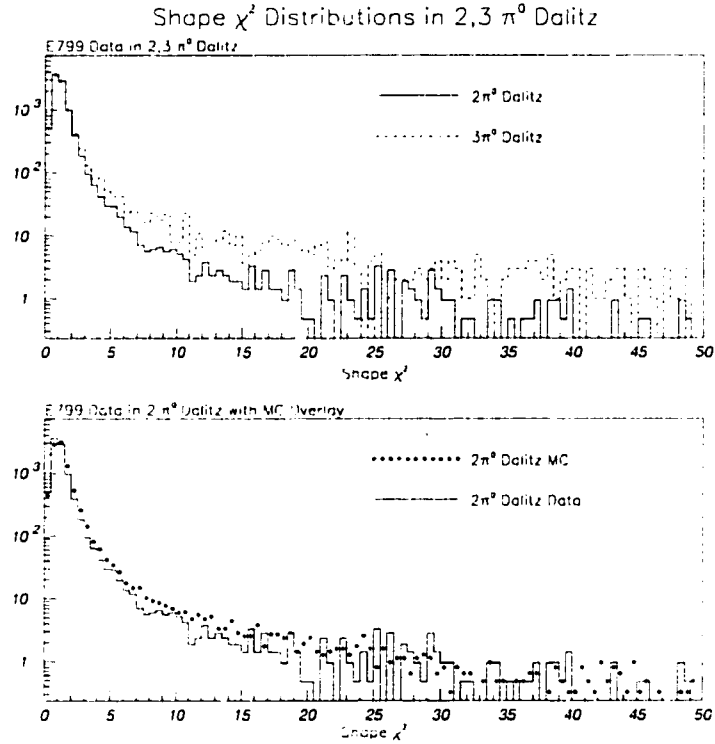 Shape χ² Distributions in 2,3 π⁰ Dalitz
E799 Data in 2,3 π⁰ Dalitz
2π⁰ Dalitz
3π⁰ Dalitz
10³
10²
10
1
0 5 10 15 20 25 30 35 40 45 50
Shape χ²
E799 Data in 2 π⁰ Dalitz with MC Overlay
2π⁰ Dalitz MC
2π⁰ Dalitz Data
10³
10²
10
1
0 5 10 15 20 25 30 35 40 45 50
Shape χ²